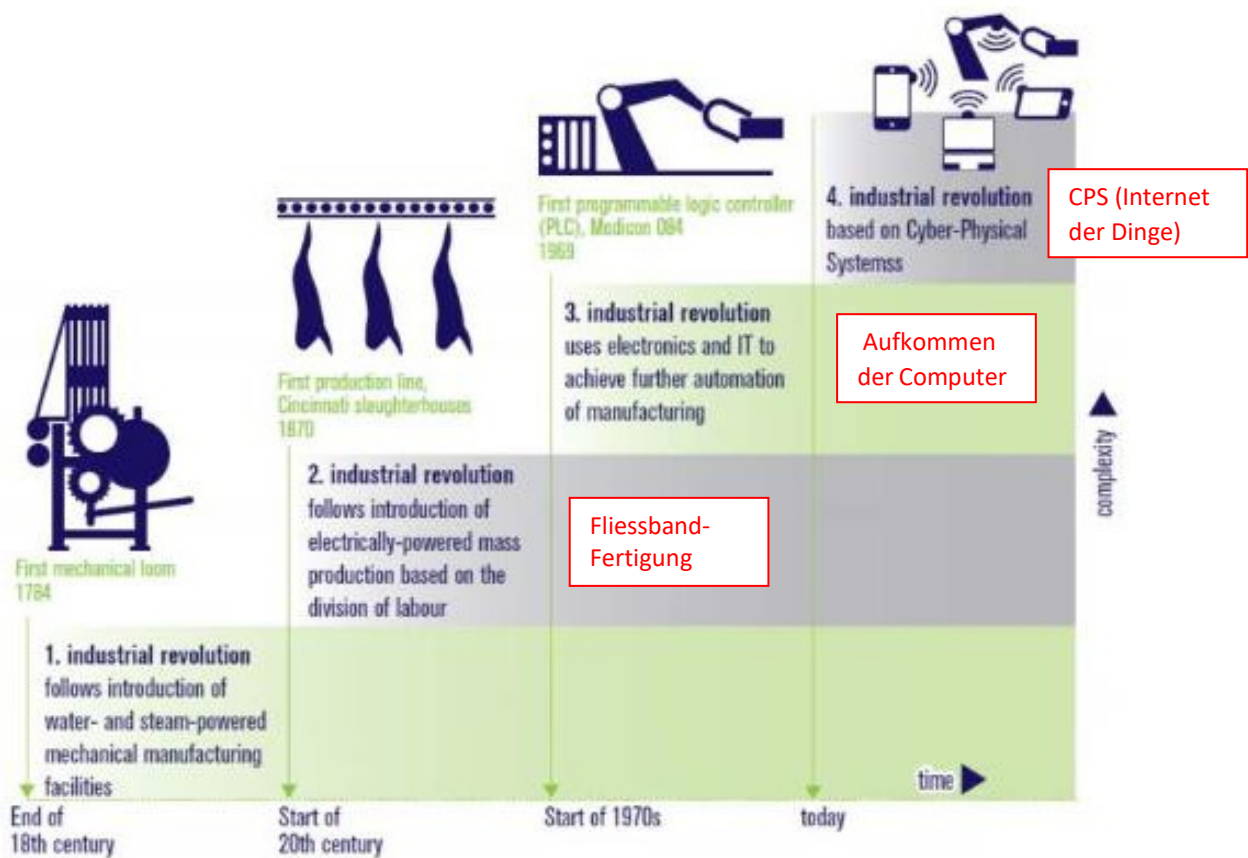 First programmable logic controller
(PLC), Modicon 084
1969
4. industrial revolution
based on Cyber-Physical
Systemss
CPS (Internet
der Dinge)
3. industrial revolution
uses electronics and IT to
achieve further automation
of manufacturing
Aufkommen
der Computer
First production line,
Cincinnati slaughterhouses
1870
2. industrial revolution
follows introduction of
electrically-powered mass
production based on the
division of labour
Fliessband-
Fertigung
complexity
First mechanical loom
1784
1. industrial revolution
follows introduction of
water- and steam-powered
mechanical manufacturing
facilities
time
End of
18th century
Start of
20th century
Start of 1970s
today